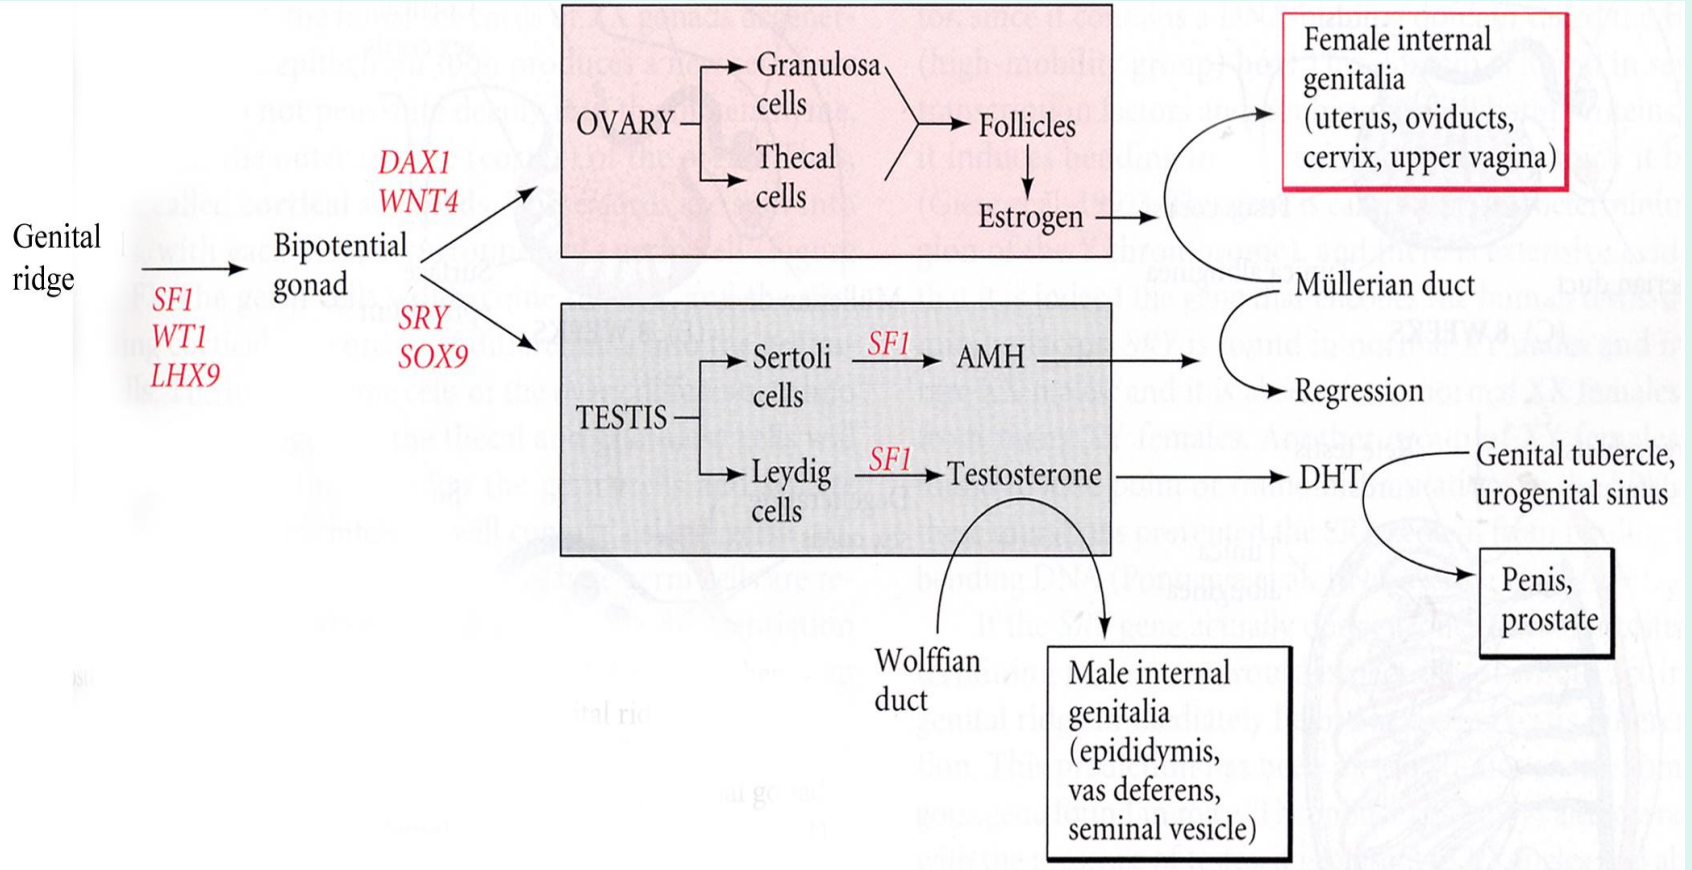 Genital
ridge
SF1
WT1
LHX9
Bipotential
gonad
DAX1
WNT4
SRY
SOX9
OVARY
Granulosa
cells
Thecal
cells
Follicles
Estrogen
Female internal
genitalia
(uterus, oviducts,
cervix, upper vagina)
Müllerian duct
Regression
TESTIS
Sertoli
cells
SF1
AMH
Leydig
cells
SF1
Testosterone
DHT
Genital tubercle,
urogenital sinus
Penis,
prostate
Wolffian
duct
Male internal
genitalia
(epididymis,
vas deferens,
seminal vesicle)